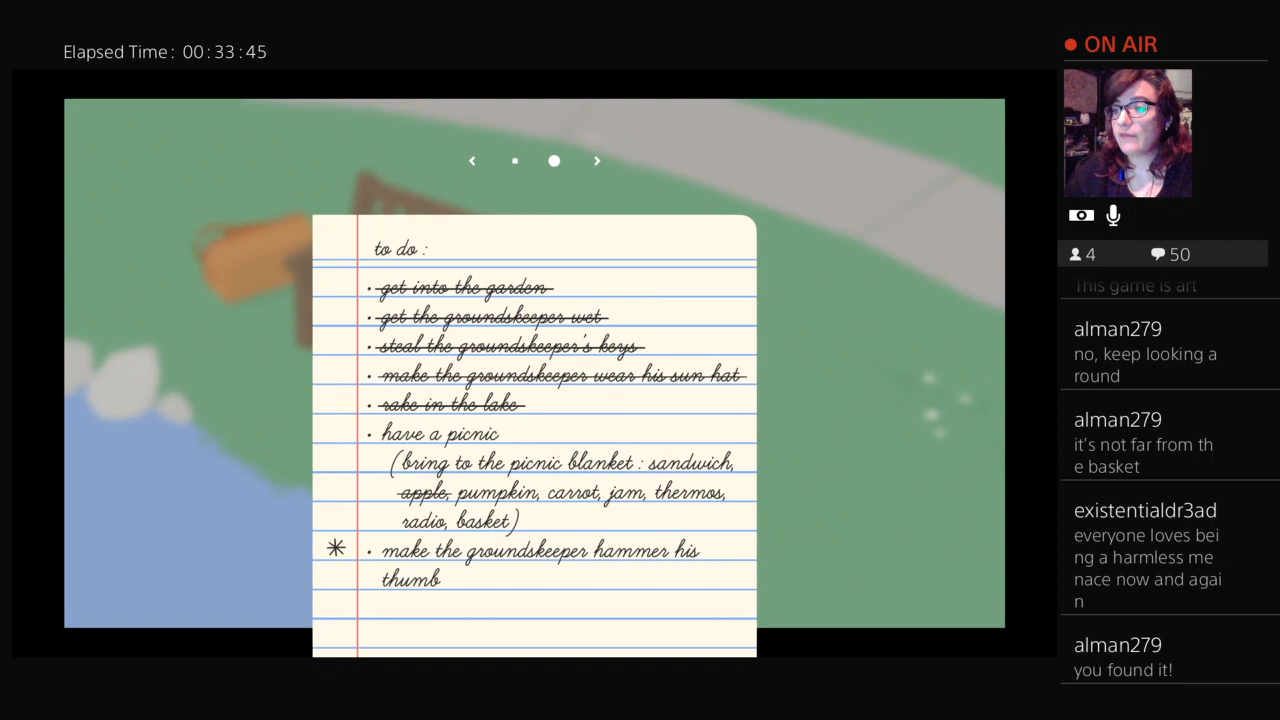 Elapsed Time: 00:33:45
to do :
• get into the garden
• get the groundskeeper wet
• steal the groundskeeper's keys
• make the groundskeeper wear his sun hat
• rake in the lake
• have a picnic
(bring to the picnic blanket : sandwich,
apple, pumpkin, carrot, jam, thermos,
radio, basket)
• make the groundskeeper hammer his
thumb
ON AIR
4
50
This game is art
alman279
no, keep looking a
round
alman279
it's not far from th
e basket
existentialdr3ad
everyone loves bei
ng a harmless me
nace now and agai
n
alman279
you found it!